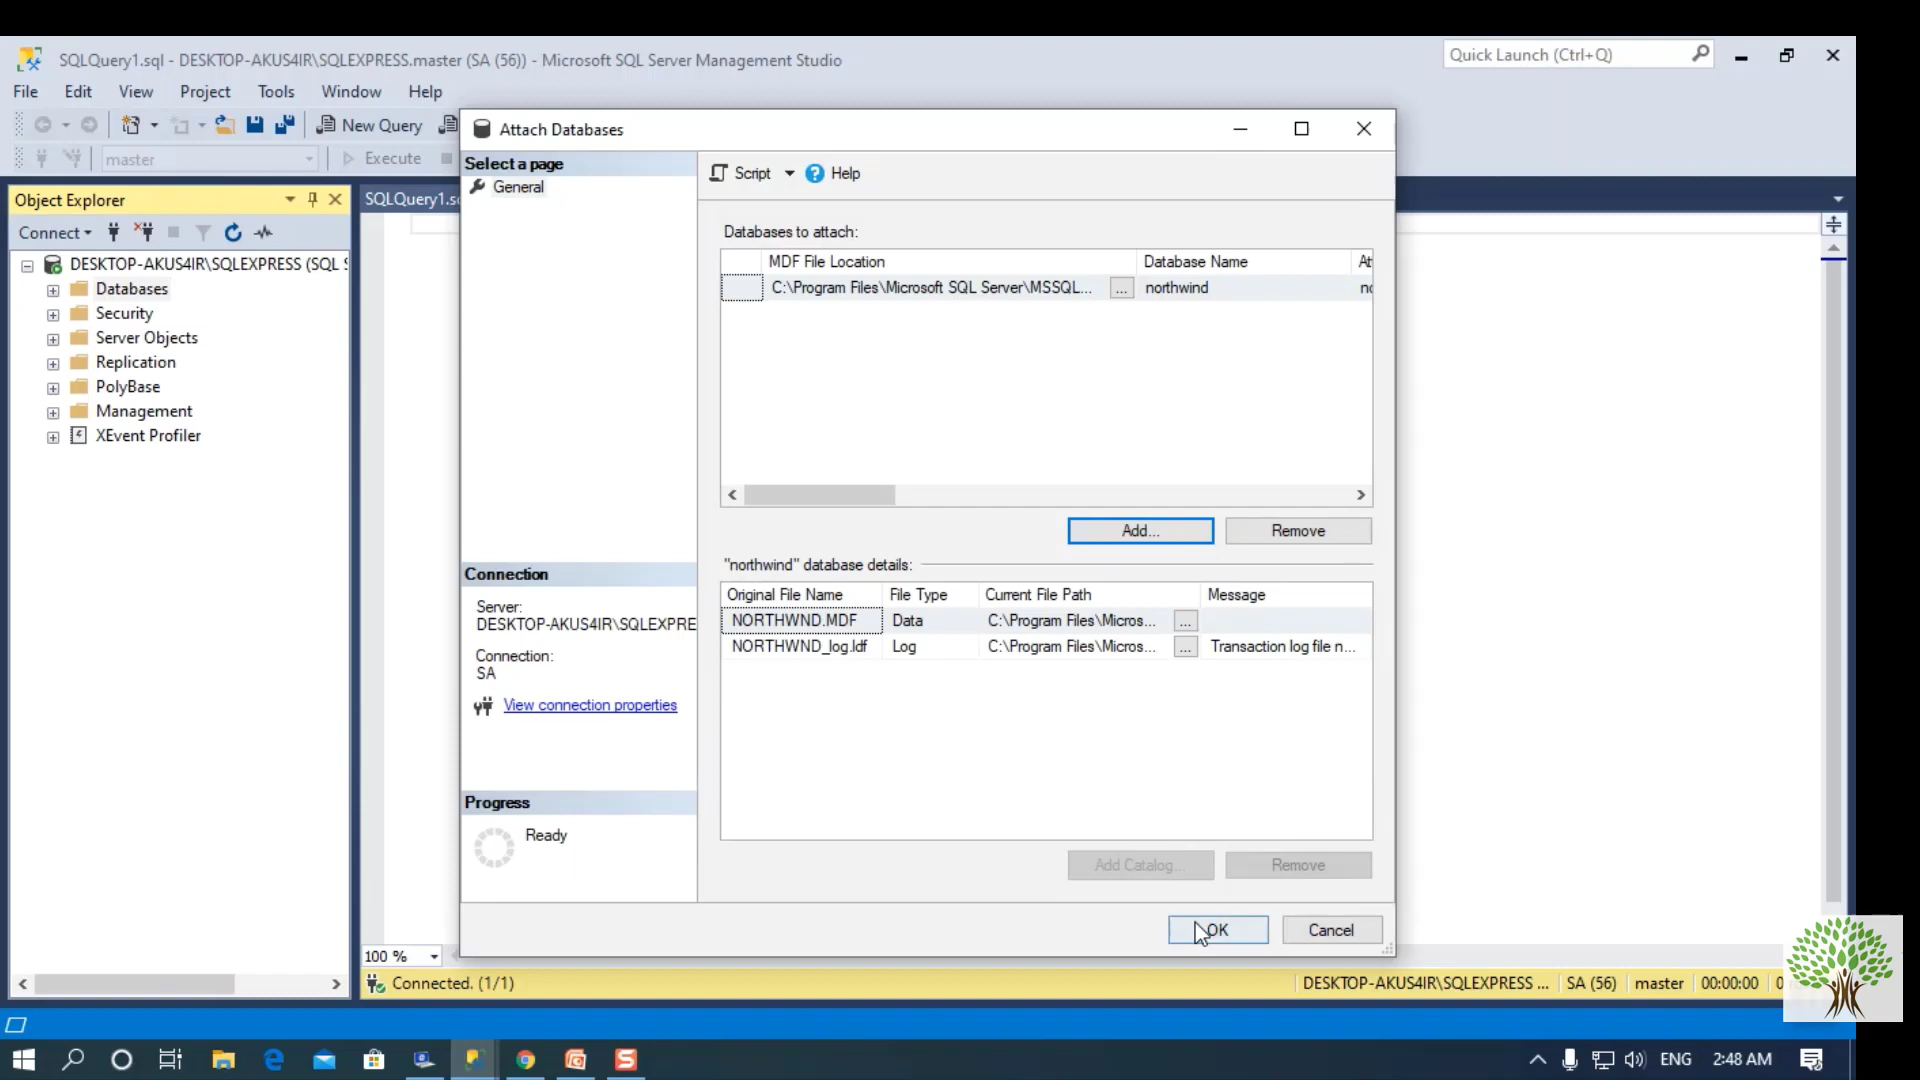 SQLQuery1.sql - DESKTOP-AKUS4IR\SQLEXPRESS.master (SA (56)) - Microsoft SQL Server Management Studio
Quick Launch (Ctrl+Q)
File Edit View Project Tools Window Help
New Query
master
Execute
Attach Databases
Select a page
General
Script
Help
Object Explorer
Connect
DESKTOP-AKUS4IR\SQLEXPRESS (SQL S
Databases
Security
Server Objects
Replication
PolyBase
Management
XEvent Profiler
SQLQuery1.s
Databases to attach:
MDF File Location Database Name At
C:\Program Files\Microsoft SQL Server\MSSQL... ... northwind no
Add... Remove
"northwind" database details:
Original File Name File Type Current File Path Message
NORTHWND.MDF Data C:\Program Files\Micros... ...
NORTHWND_log.ldf Log C:\Program Files\Micros... ... Transaction log file n...
Connection
Server:
DESKTOP-AKUS4IR\SQLEXPRE
Connection:
SA
View connection properties
Progress
Ready
Add Catalog... Remove
OK Cancel
100 %
Connected. (1/1)
DESKTOP-AKUS4IR\SQLEXPRESS ... SA (56) master 00:00:00
ENG 2:48 AM